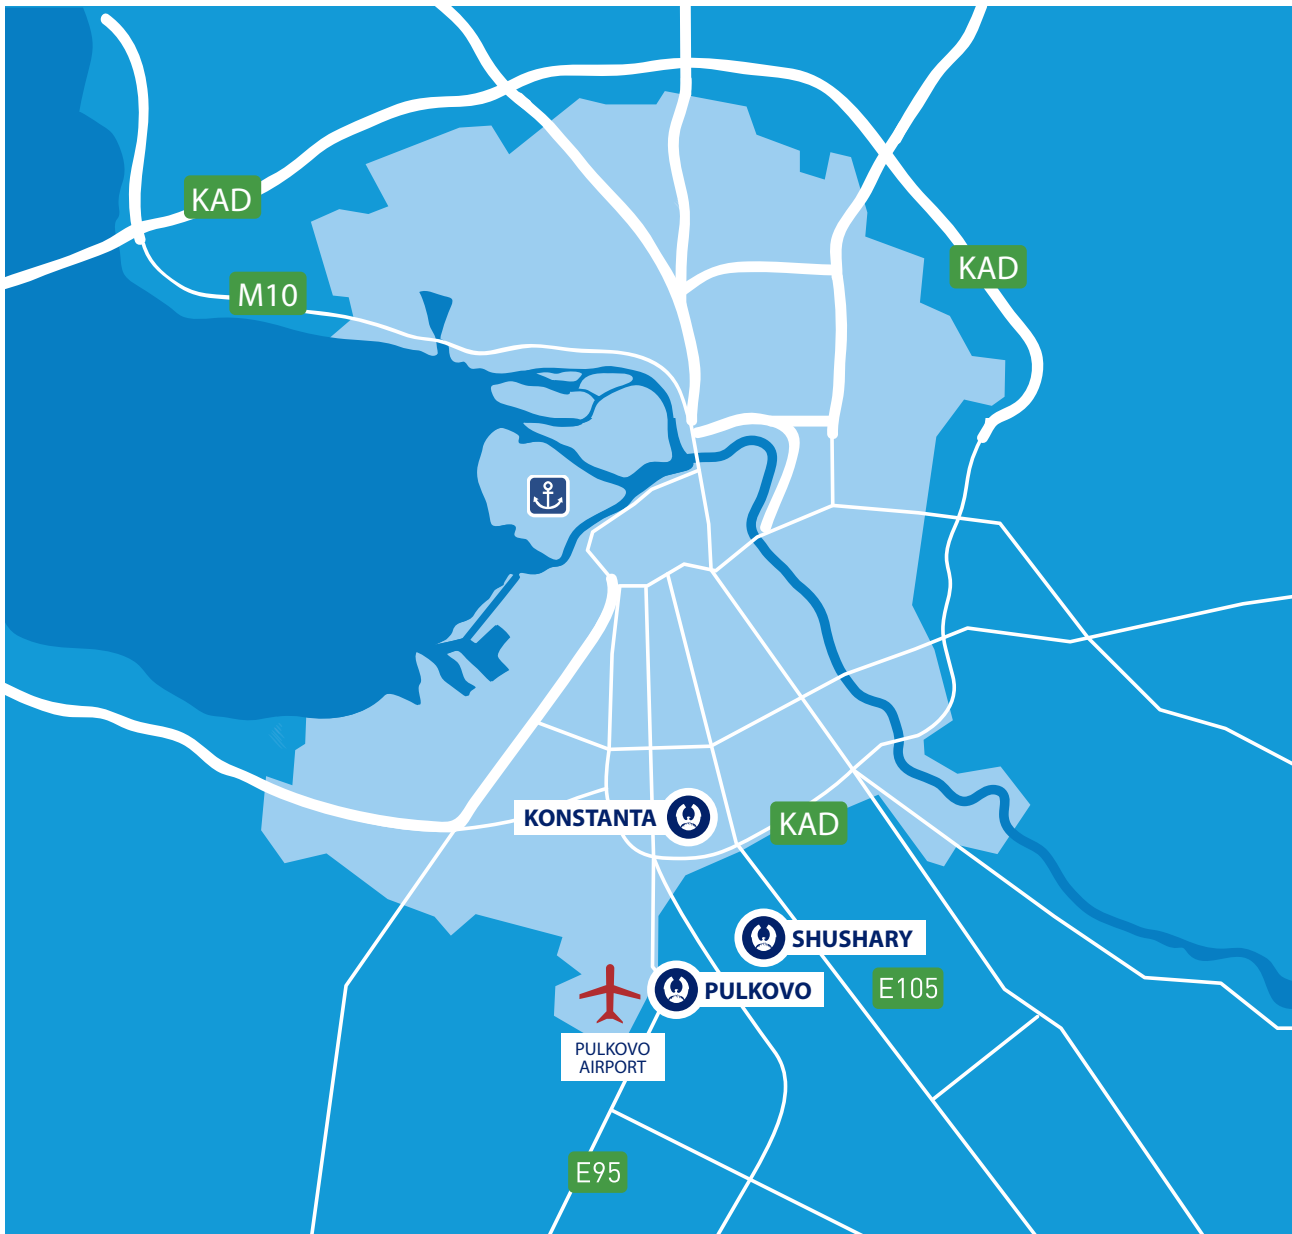 KAD
KAD
M10
KONSTANTA
KAD
SHUSHARY
PULKOVO
E105
PULKOVO
AIRPORT
E95